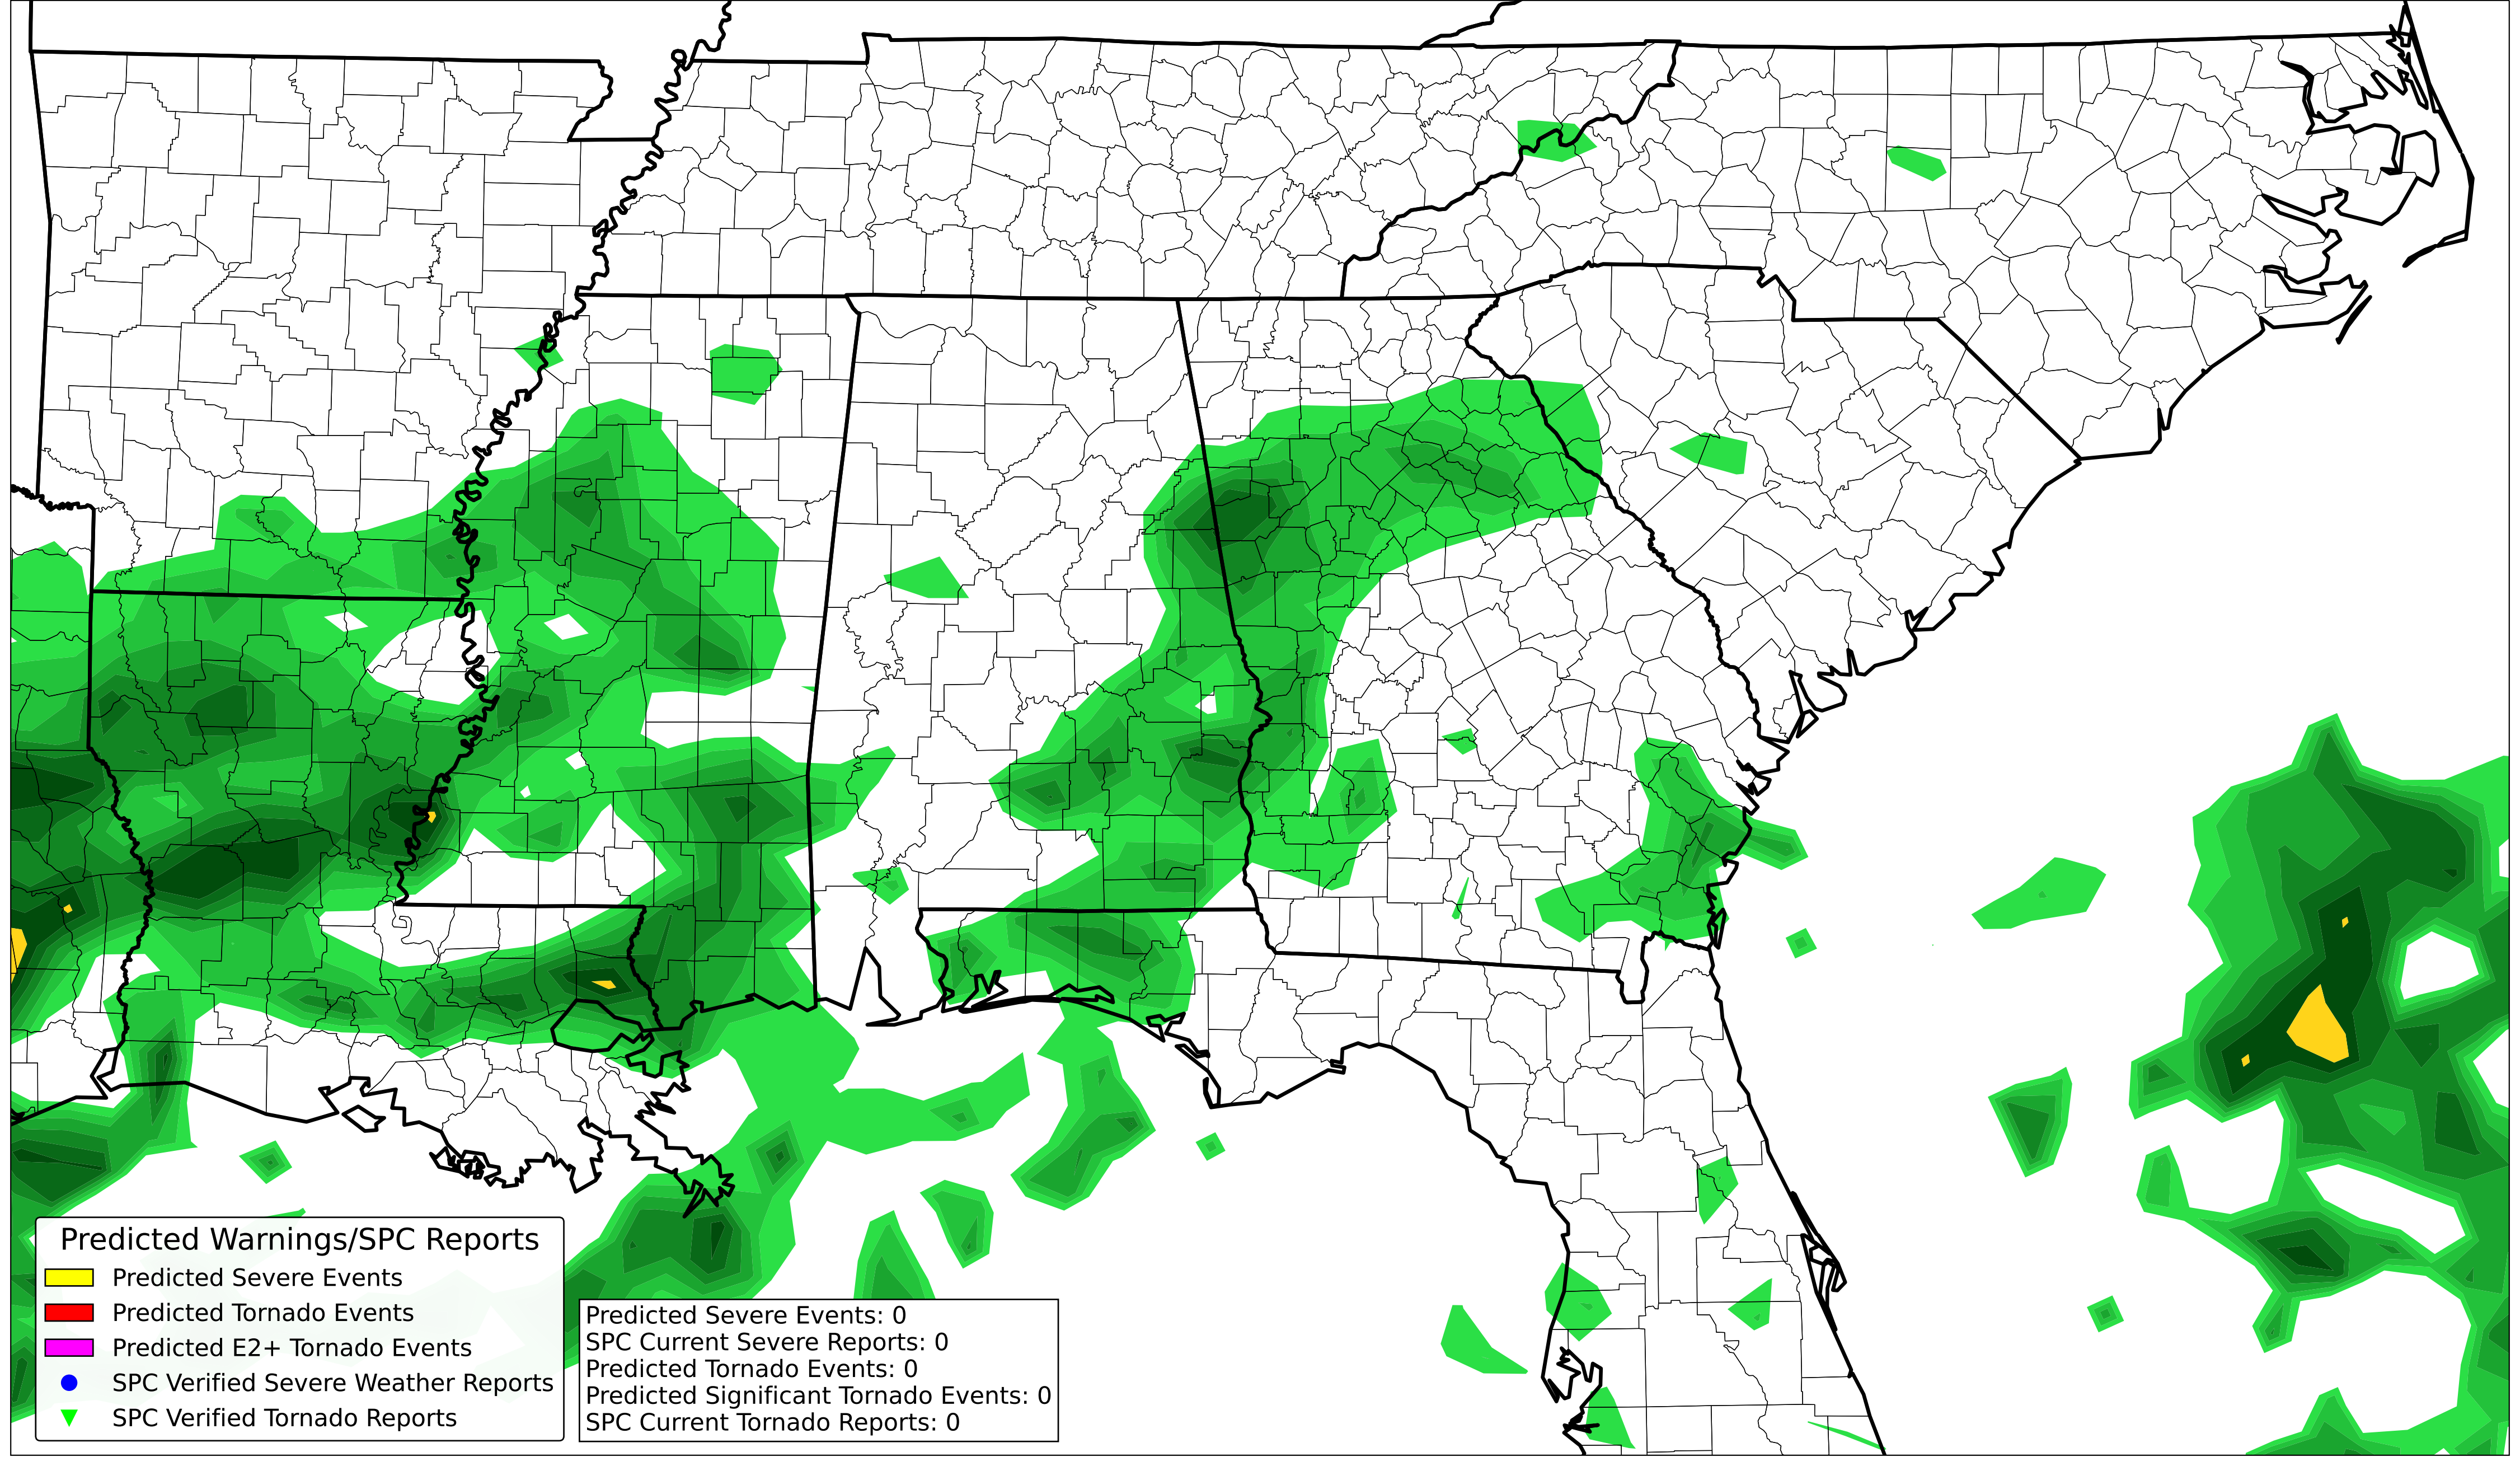 Predicted Warnings/SPC Reports
Predicted Severe Events
Predicted Tornado Events
Predicted E2+ Tornado Events
SPC Verified Severe Weather Reports
SPC Verified Tornado Reports
Predicted Severe Events: 0
SPC Current Severe Reports: 0
Predicted Tornado Events: 0
Predicted Significant Tornado Events: 0
SPC Current Tornado Reports: 0